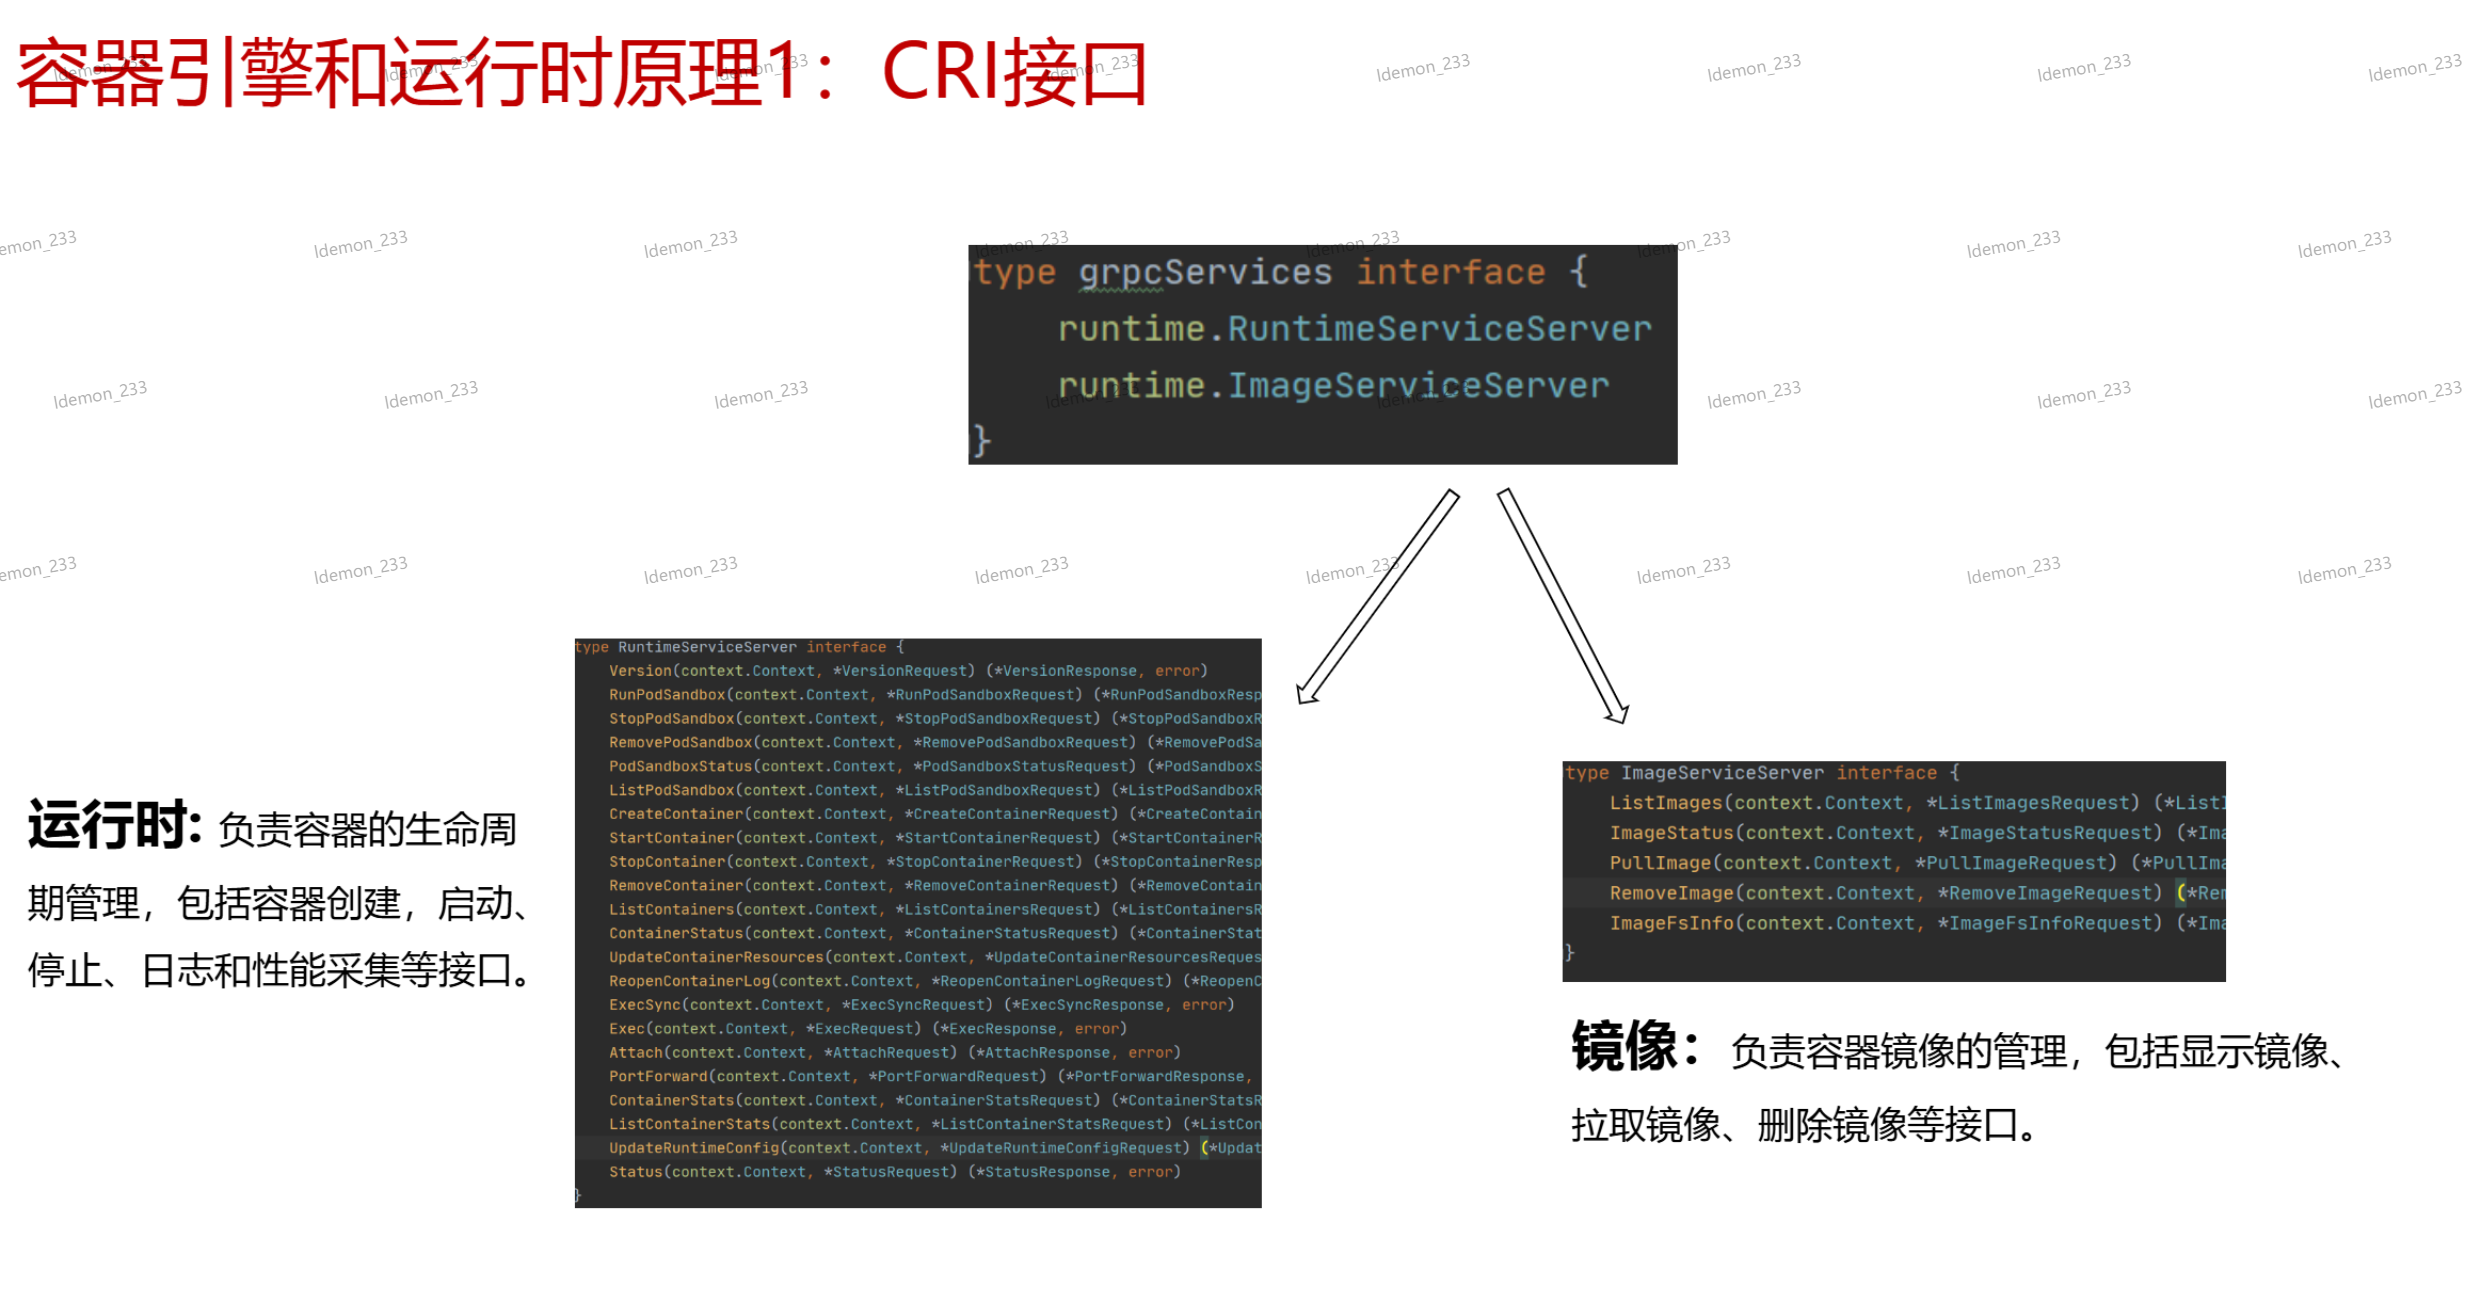 容器引擎和运行时原理1：CRI接口
type grpcServices interface {
runtime.RuntimeServiceServer
runtime.ImageServiceServer
}
运行时: 负责容器的生命周
期管理，包括容器创建，启动、
停止、日志和性能采集等接口。
type RuntimeServiceServer interface {
Version(context.Context, *VersionRequest) (*VersionResponse, error)
RunPodSandbox(context.Context, *RunPodSandboxRequest) (*RunPodSandboxResp
StopPodSandbox(context.Context, *StopPodSandboxRequest) (*StopPodSandboxR
RemovePodSandbox(context.Context, *RemovePodSandboxRequest) (*RemovePodSa
PodSandboxStatus(context.Context, *PodSandboxStatusRequest) (*PodSandboxS
ListPodSandbox(context.Context, *ListPodSandboxRequest) (*ListPodSandboxR
CreateContainer(context.Context, *CreateContainerRequest) (*CreateContain
StartContainer(context.Context, *StartContainerRequest) (*StartContainerR
StopContainer(context.Context, *StopContainerRequest) (*StopContainerResp
RemoveContainer(context.Context, *RemoveContainerRequest) (*RemoveContain
ListContainers(context.Context, *ListContainersRequest) (*ListContainersR
ContainerStatus(context.Context, *ContainerStatusRequest) (*ContainerStat
UpdateContainerResources(context.Context, *UpdateContainerResourcesReques
ReopenContainerLog(context.Context, *ReopenContainerLogRequest) (*ReopenC
ExecSync(context.Context, *ExecSyncRequest) (*ExecSyncResponse, error)
Exec(context.Context, *ExecRequest) (*ExecResponse, error)
Attach(context.Context, *AttachRequest) (*AttachResponse, error)
PortForward(context.Context, *PortForwardRequest) (*PortForwardResponse,
ContainerStats(context.Context, *ContainerStatsRequest) (*ContainerStatsR
ListContainerStats(context.Context, *ListContainerStatsRequest) (*ListCon
UpdateRuntimeConfig(context.Context, *UpdateRuntimeConfigRequest) (*Updat
Status(context.Context, *StatusRequest) (*StatusResponse, error)
}
type ImageServiceServer interface {
ListImages(context.Context, *ListImagesRequest) (*ListI
ImageStatus(context.Context, *ImageStatusRequest) (*Ima
PullImage(context.Context, *PullImageRequest) (*PullIma
RemoveImage(context.Context, *RemoveImageRequest) (*Rem
ImageFsInfo(context.Context, *ImageFsInfoRequest) (*Ima
}
镜像：负责容器镜像的管理，包括显示镜像、
拉取镜像、删除镜像等接口。
ldemon_233